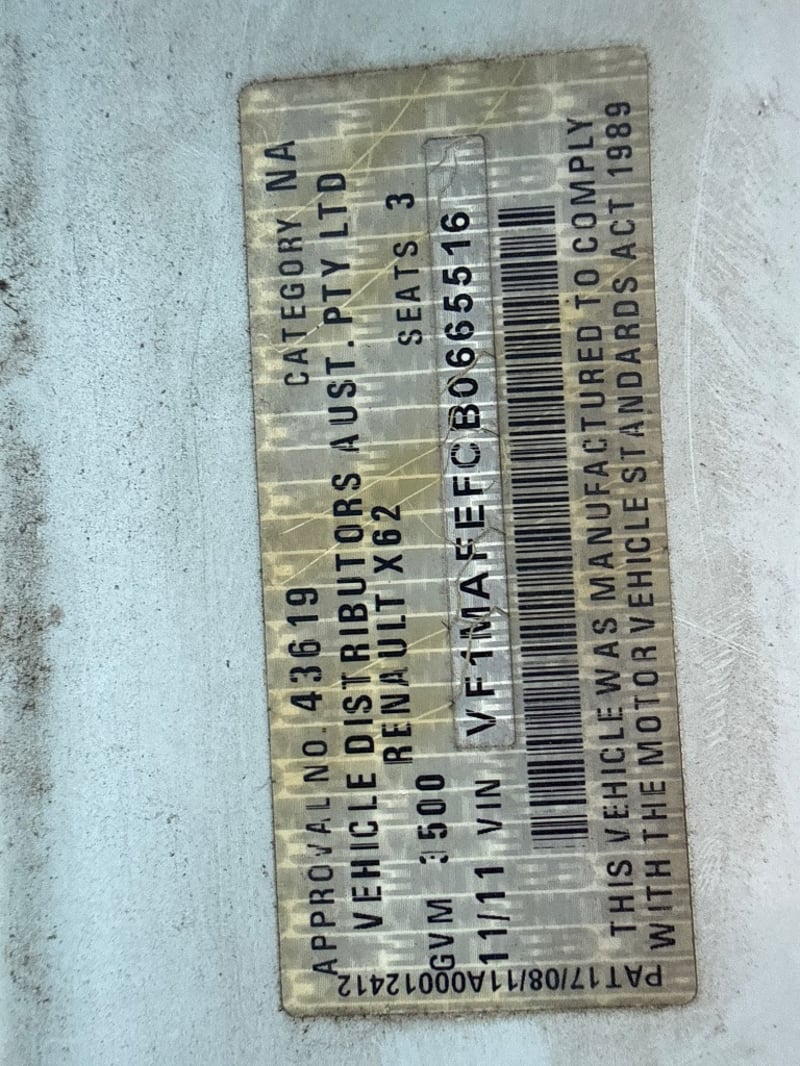 APPROVAL NO. 43619 CATEGORY NA
VEHICLE DISTRIBUTORS AUST. PTY LTD
RENAULT X62
GVM 3500 SEATS 3
11/11 VIN VF1MAFEFCB0665516
THIS VEHICLE WAS MANUFACTURED TO COMPLY
WITH THE MOTOR VEHICLE STANDARDS ACT 1989
PAT17/08/11A00012412